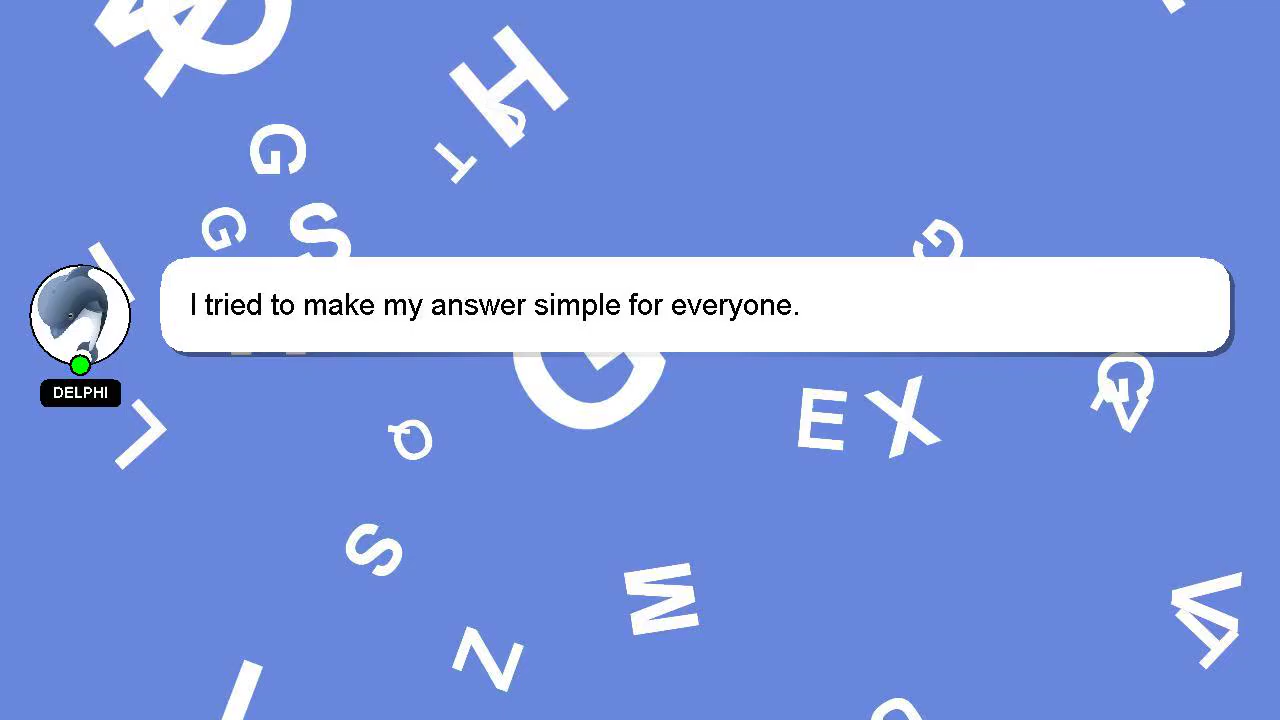 I tried to make my answer simple for everyone.
DELPHI
H
T
G
G
S
G
G
E X
L
Q
S
M
Z
V